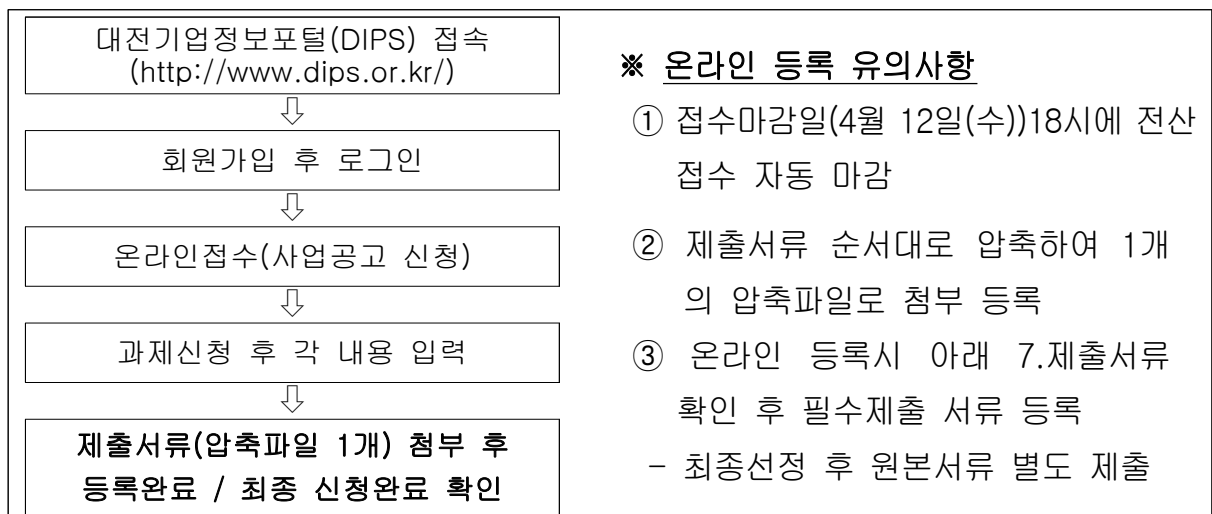 대전기업정보포털(DIPS) 접속
(http://www.dips.or.kr/)
⇩
회원가입 후 로그인
⇩
온라인접수(사업공고 신청)
⇩
과제신청 후 각 내용 입력
⇩
제출서류(압축파일 1개) 첨부 후
등록완료 / 최종 신청완료 확인
※ 온라인 등록 유의사항
① 접수마감일(4월 12일(수))18시에 전산
접수 자동 마감
② 제출서류 순서대로 압축하여 1개
의 압축파일로 첨부 등록
③ 온라인 등록시 아래 7.제출서류
확인 후 필수제출 서류 등록
- 최종선정 후 원본서류 별도 제출